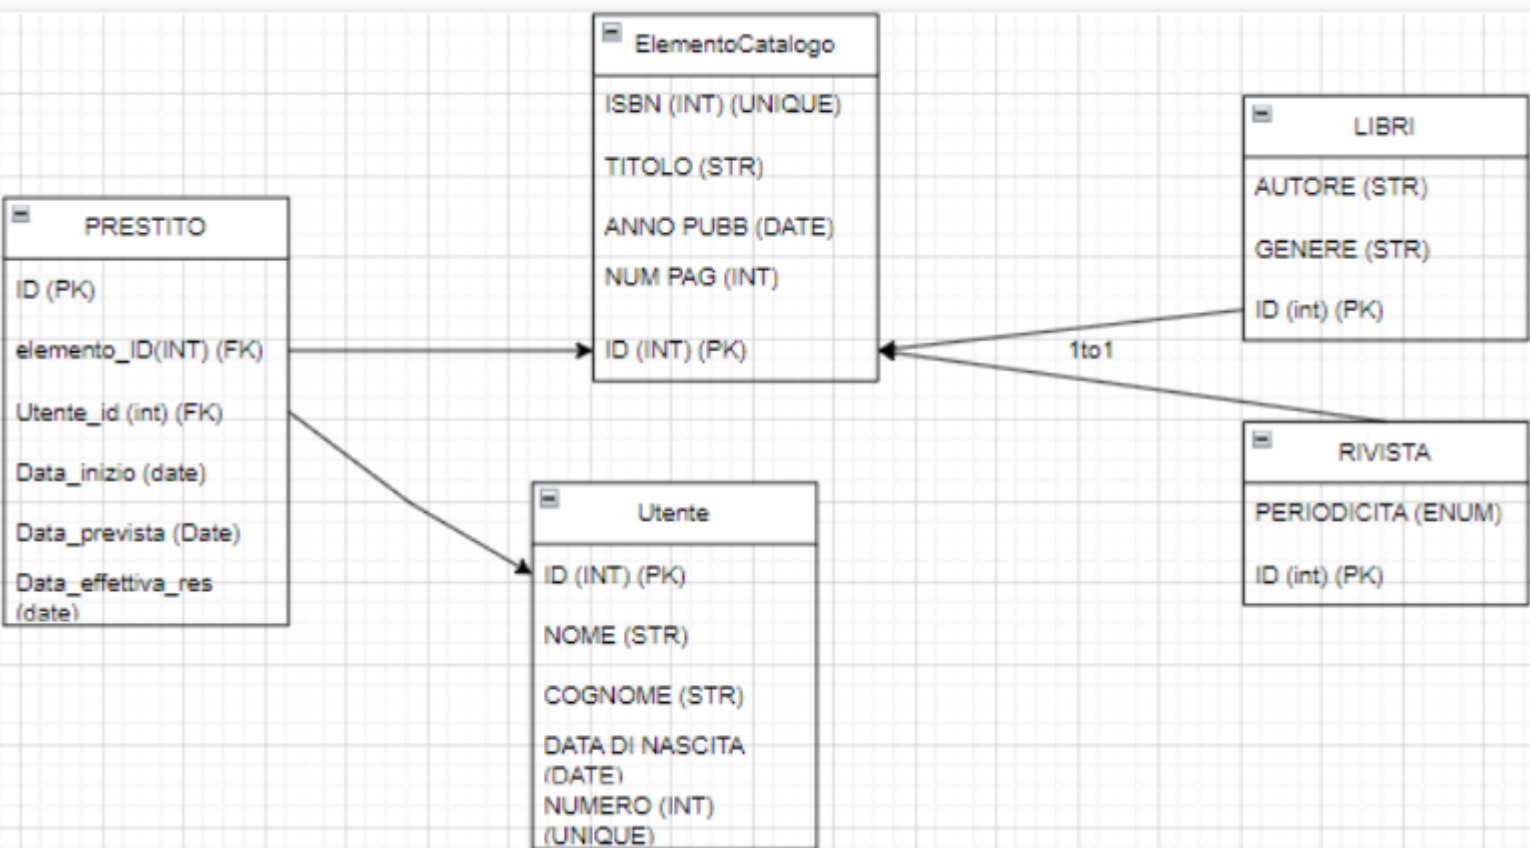 ElementoCatalogo
ISBN (INT) (UNIQUE)
TITOLO (STR)
ANNO PUBB (DATE)
NUM PAG (INT)
ID (INT) (PK)
LIBRI
AUTORE (STR)
GENERE (STR)
ID (int) (PK)
PRESTITO
ID (PK)
elemento_ID(INT) (FK)
Utente_id (int) (FK)
Data_inizio (date)
Data_prevista (Date)
Data_effettiva_res
(date)
1to1
RIVISTA
PERIODICITA (ENUM)
ID (int) (PK)
Utente
ID (INT) (PK)
NOME (STR)
COGNOME (STR)
DATA DI NASCITA
(DATE)
NUMERO (INT)
(UNIQUE)